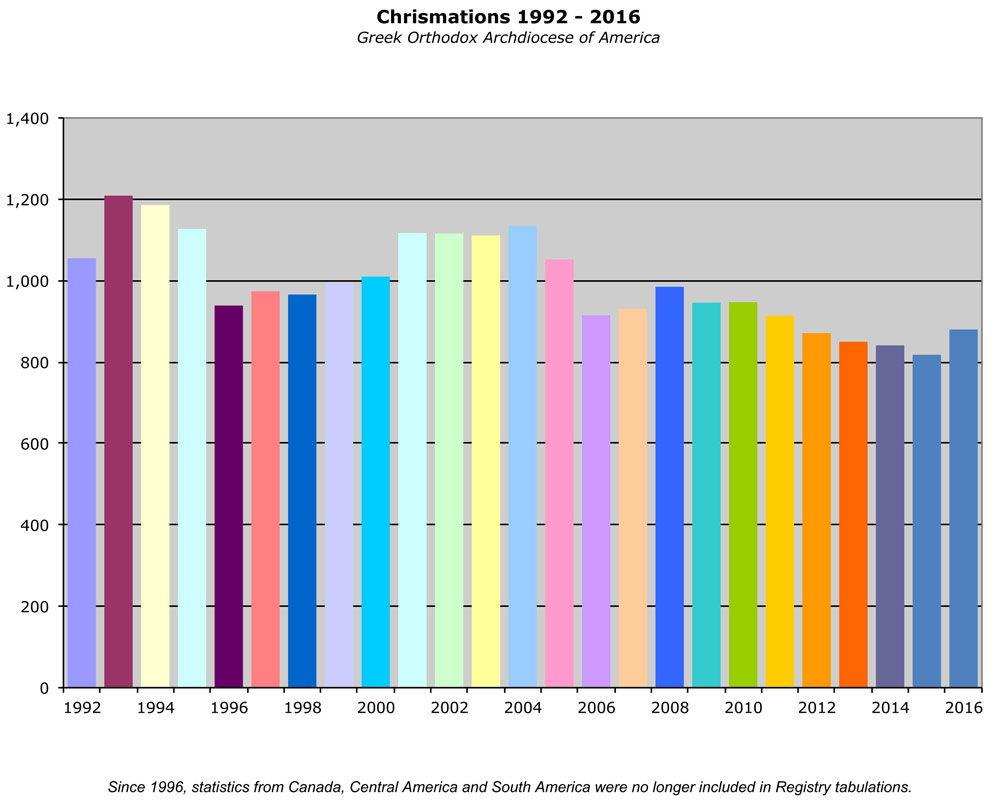 Chrismations 1992 - 2016
Greek Orthodox Archdiocese of America
1,400
1,200
1,000
800
600
400
200
0
1992 1994 1996 1998 2000 2002 2004 2006 2008 2010 2012 2014 2016
Since 1996, statistics from Canada, Central America and South America were no longer included in Registry tabulations.